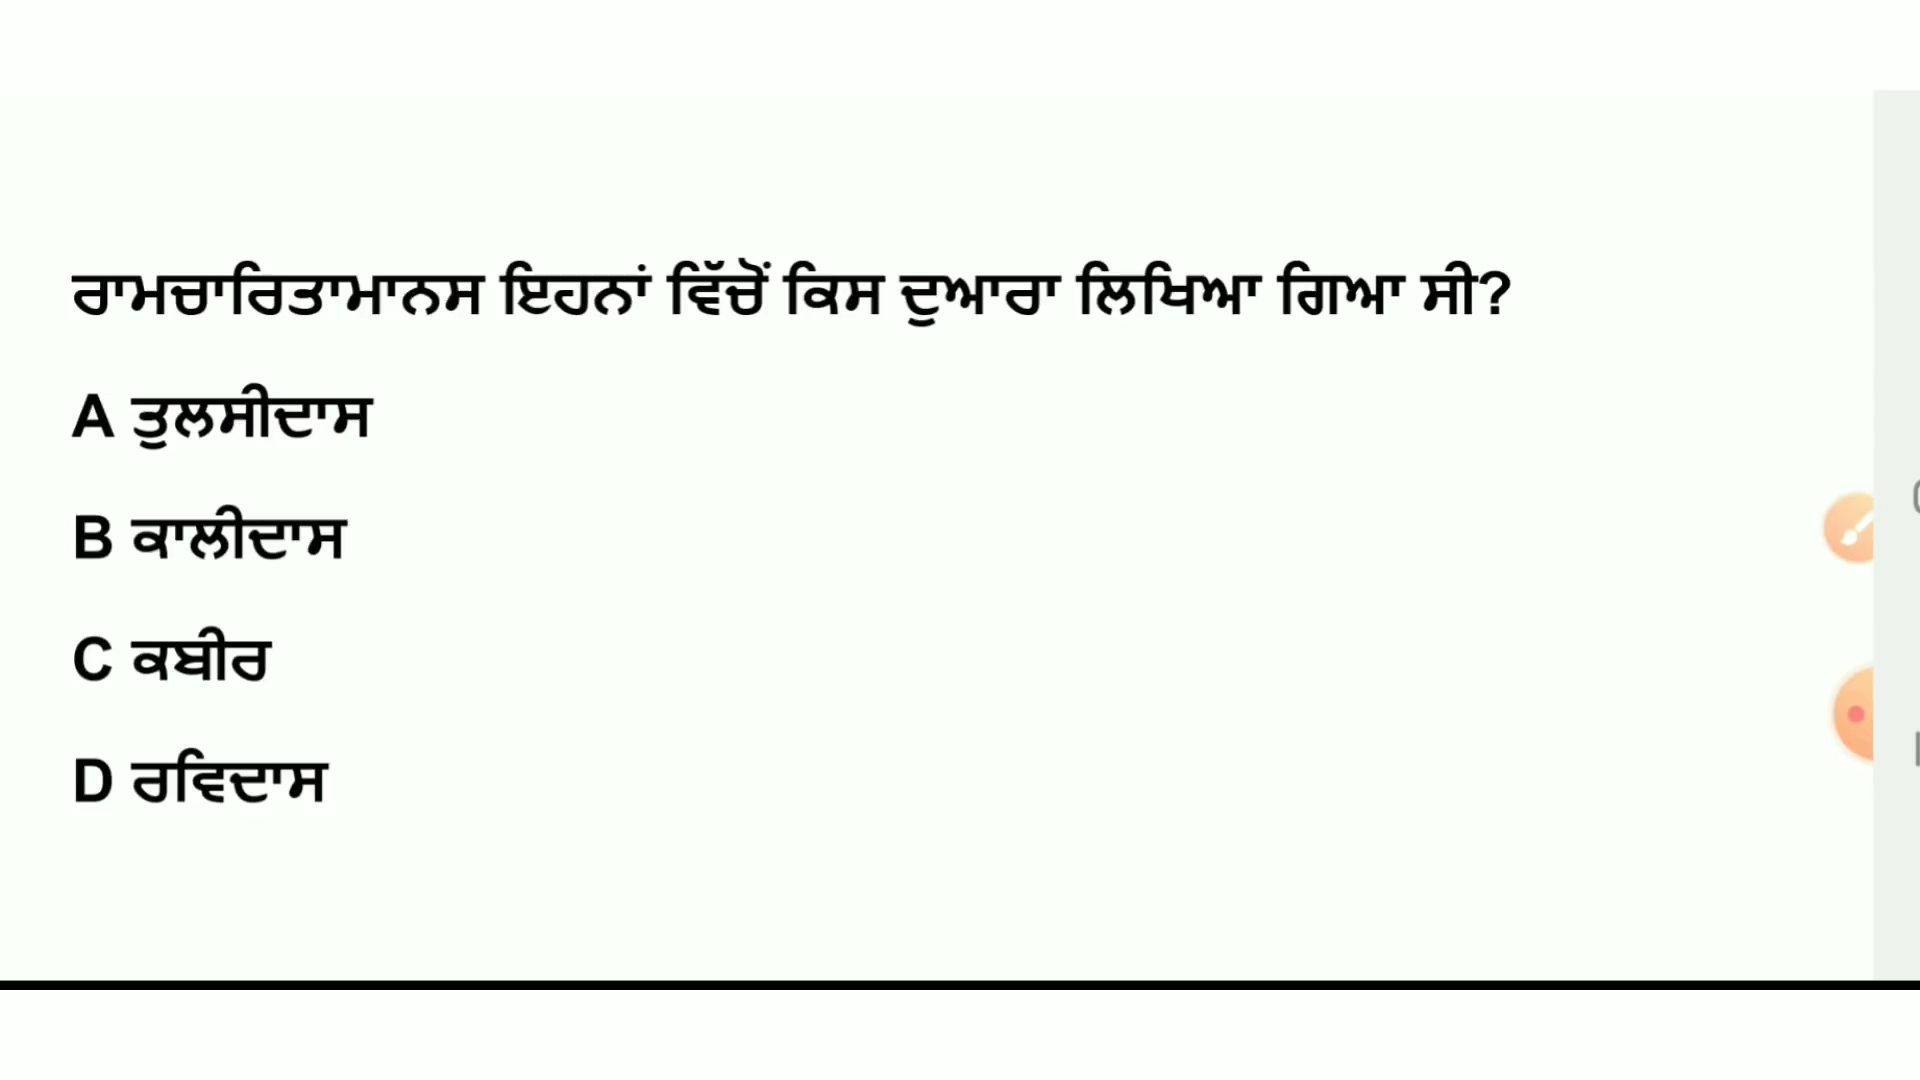 ਰਾਮਚਾਰਿਤਾਮਾਨਸ ਇਹਨਾਂ ਵਿੱਚੋਂ ਕਿਸ ਦੁਆਰਾ ਲਿਖਿਆ ਗਿਆ ਸੀ?
A ਤੁਲਸੀਦਾਸ
B ਕਾਲੀਦਾਸ
C ਕਬੀਰ
D ਰਵਿਦਾਸ